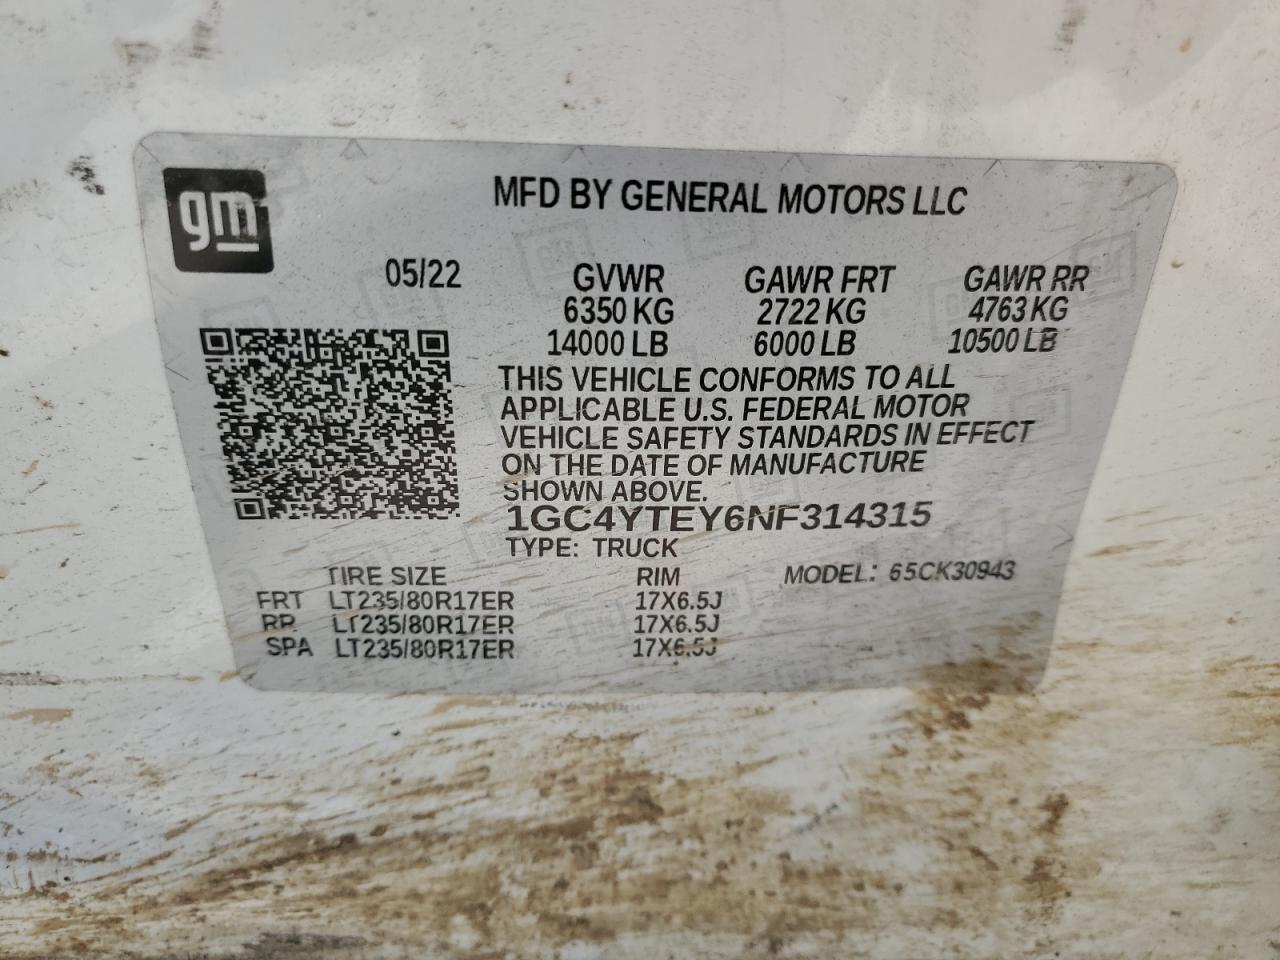 gm
MFD BY GENERAL MOTORS LLC
05/22 GVWR GAWR FRT GAWR RR
6350 KG 2722 KG 4763 KG
14000 LB 6000 LB 10500 LB
THIS VEHICLE CONFORMS TO ALL
APPLICABLE U.S. FEDERAL MOTOR
VEHICLE SAFETY STANDARDS IN EFFECT
ON THE DATE OF MANUFACTURE
SHOWN ABOVE.
1GC4YTEY6NF314315
TYPE: TRUCK
TIRE SIZE RIM MODEL: 65CK30943
FRT LT235/80R17ER 17X6.5J
RR LT235/80R17ER 17X6.5J
SPA LT235/80R17ER 17X6.5J